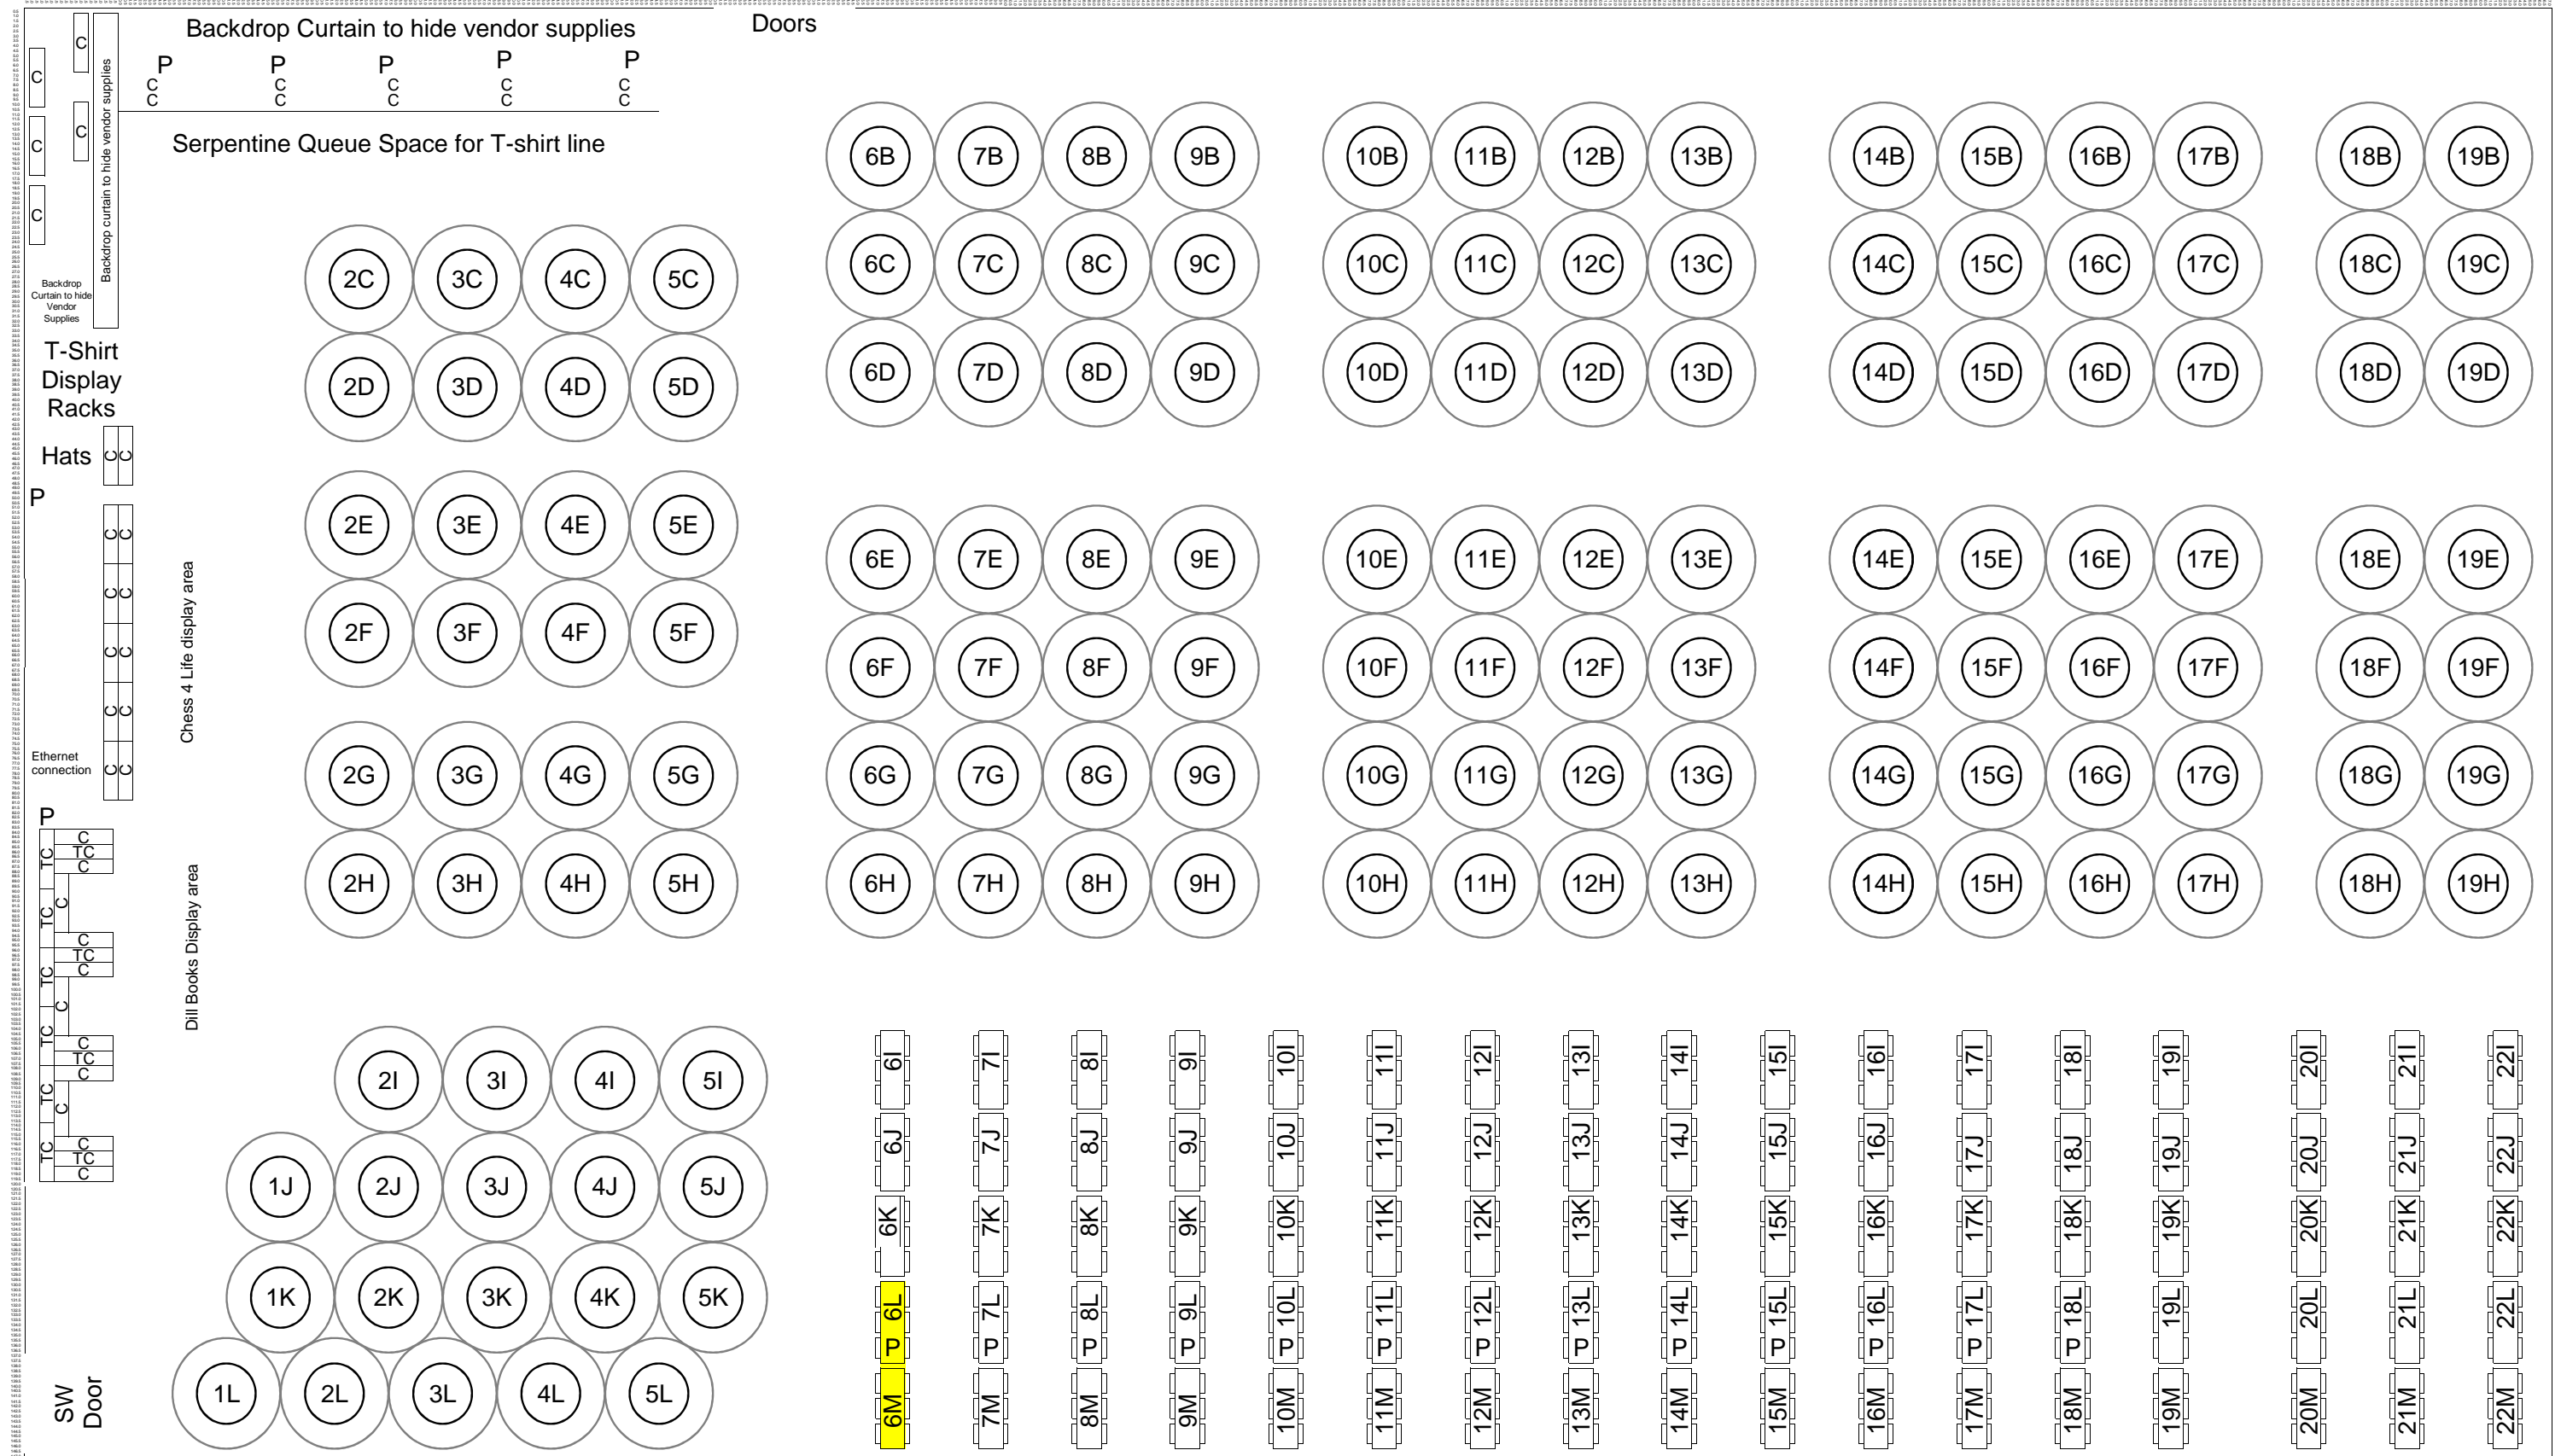 Backdrop Curtain to hide vendor supplies
Doors
C
C
C
C
C
Backdrop curtain to hide vendor supplies
P P P P P
C C C C C
C C C C C
Serpentine Queue Space for T-shirt line
6B 7B 8B 9B 10B 11B 12B 13B 14B 15B 16B 17B 18B 19B
6C 7C 8C 9C 10C 11C 12C 13C 14C 15C 16C 17C 18C 19C
2C 3C 4C 5C
Backdrop
Curtain to hide
Vendor
Supplies
6D 7D 8D 9D 10D 11D 12D 13D 14D 15D 16D 17D 18D 19D
2D 3D 4D 5D
T-Shirt
Display
Racks
Hats
C C
P
C C
C C
C C
C C
C C
2E 3E 4E 5E
6E 7E 8E 9E 10E 11E 12E 13E 14E 15E 16E 17E 18E 19E
2F 3F 4F 5F
6F 7F 8F 9F 10F 11F 12F 13F 14F 15F 16F 17F 18F 19F
Chess 4 Life display area
Ethernet
connection
2G 3G 4G 5G 6G 7G 8G 9G 10G 11G 12G 13G 14G 15G 16G 17G 18G 19G
P
TC
C
TC
C
2H 3H 4H 5H 6H 7H 8H 9H 10H 11H 12H 13H 14H 15H 16H 17H 18H 19H
TC
C
C
TC
C
TC
Dill Books Display area
C
TC
C
TC
C
TC
C
TC
C
TC
C
2I 3I 4I 5I 6I 7I 8I 9I 10I 11I 12I 13I 14I 15I 16I 17I 18I 19I 20I 21I 22I
1J 2J 3J 4J 5J 6J 7J 8J 9J 10J 11J 12J 13J 14J 15J 16J 17J 18J 19J 20J 21J 22J
6K 7K 8K 9K 10K 11K 12K 13K 14K 15K 16K 17K 18K 19K 20K 21K 22K
1K 2K 3K 4K 5K
6L 7L 8L 9L 10L 11L 12L 13L 14L 15L 16L 17L 18L 19L 20L 21L 22L
P P P P P P P P P P P P P
1L 2L 3L 4L 5L
6M 7M 8M 9M 10M 11M 12M 13M 14M 15M 16M 17M 18M 19M 20M 21M 22M
SW
Door